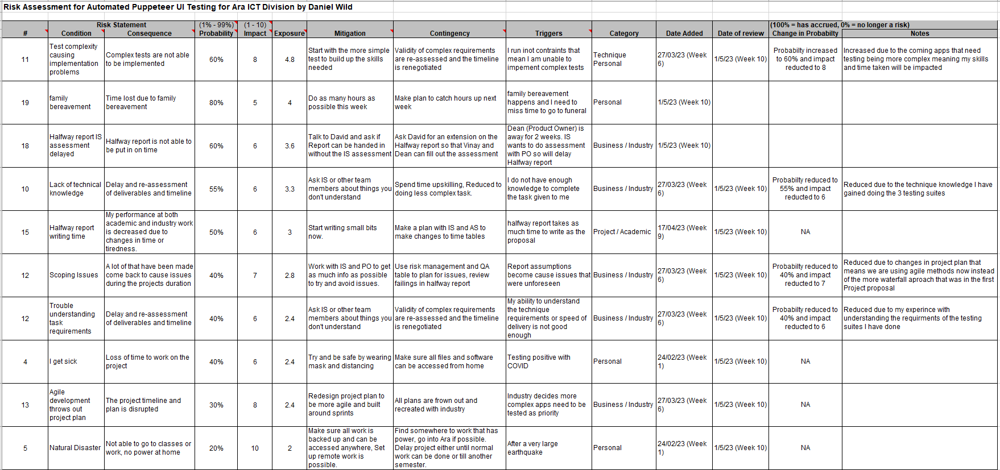 Risk Assessment for Automated Puppeteer UI Testing for Ara ICT Division by Daniel Wild
Risk Statement (1% - 99%) (1 - 10) (100% = has accrued, 0% = no longer a risk)
# Condition Consequence Probability Impact Exposure Mitigation Contingency Triggers Category Date Added Date of review Change in Probabilty Notes
11
Test complexity
causing
implementation
problems
Complex tests are not able
to be implemented
60%
8
4.8
Start with the more simple
test to build up the skills
needed
Validity of complex requirements
are re-assessed and the timeline
is renegotiated
I run inot contraints that
mean I am unable to
impement complex tests
Technique
Personal
27/03/23 (Week
6)
1/5/23 (Week 10)
Probabilty increased
to 60% and impact
reducted to 8
Increased due to the coming apps that need
testing being more complex meaning my skills
and time taken will be impacted
19
family
bereavement
Time lost due to family
bereavement
80%
5
4
Do as many hours as
possible this week
Make plan to catch hours up next
week
family bereavement
happens and I need to
miss time to go to funeral
Personal
1/5/23 (Week 10)
18
Halfway report IS
assessment
delayed
Halfway report is not able to
be put in on time
60%
6
3.6
Talk to David and ask if
Report can be handed in
without the IS assessment
Ask David for an extension on the
Halfway report so that Vinay and
Dean can fill out the assessment
Dean (Product Owner) is
away for 2 weeks. IS
wants to do assessment
with PO so will delay
Halfway report
Business / Industry
1/5/23 (Week 10)
10
Lack of technical
knowledge
Delay and re-assessment
of deliverables and timeline
55%
6
3.3
Ask IS or other team
members about things you
don't understand
Spend time upskilling, Reduced to
doing less complex task.
I do not have enough
knowledge to complete
the task given to me
Business / Industry
27/03/23 (Week
6)
1/5/23 (Week 10)
Probabilty reduced to
55% and impact
reducted to 6
Reduced due to the technique knowledge I have
gained doing the 3 testing suites
15
Halfway report
writing time
My performance at both
academic and industry work
is decreased due to
changes in time or
tiredness.
50%
6
3
Start writing small bits
now.
Make a plan with IS and AS to
make changes to time tables
halfway report takes as
much time to write as the
proposal
Project / Academic
17/04/23 (Week
9)
1/5/23 (Week 10)
NA
12
Scoping Issues
A lot of that have been made
come back to cause issues
during the projects duration
40%
7
2.8
Work with IS and PO to get
as much info as possible
to try and avoid issues.
Use risk management and QA
table to plan for issues, review
failings in halfway report
Report assumptions
become cause issues that
were unforeseen
Business / Industry
27/03/23 (Week
6)
1/5/23 (Week 10)
Probabilty reduced to
40% and impact
reducted to 7
Reduced due to changes in project plan that
means we are using agile methods now instead
of the more waterfall aproach that was in the first
Project proposal
12
Trouble
understanding
task
requirements
Delay and re-assessment
of deliverables and timeline
40%
6
2.4
Ask IS or other team
members about things you
don't understand
Validity of complex requirements
are re-assessed and the timeline
is renegotiated
My ability to understand
the technique
requirements or speed of
delivery is not good
enough
Business / Industry
27/03/23 (Week
6)
1/5/23 (Week 10)
Probabilty reduced to
40% and impact
reducted to 6
Reduced due to my experince with
understanding the requirments of the testing
suites I have done
4
I get sick
Loss of time to work on the
project
40%
6
2.4
Try and be safe by wearing
mask and distancing
Make sure all files and software
can be accessed from home
Testing positive with
COVID
Personal
24/02/23 (Week
1)
1/5/23 (Week 10)
NA
13
Agile
development
throws out
project plan
The project timeline and
plan is disrupted
30%
8
2.4
Redesign project plan to
be more agile and built
around sprints
All plans are frown out and
recreated with industry
Industry decides more
complex apps need to be
tested as priority
Business / Industry
27/03/23 (Week
6)
1/5/23 (Week 10)
NA
5
Natural Disaster
Not able to go to classes or
work, no power at home
20%
10
2
Make sure all work is
backed up and can be
accessed anywhere, Set
up remote work is
possible.
Find somewhere to work that has
power, go into Ara if possible.
Delay project either until normal
work can be done or till another
semester.
After a very large
earthquake
Personal
24/02/23 (Week
1)
1/5/23 (Week 10)
NA